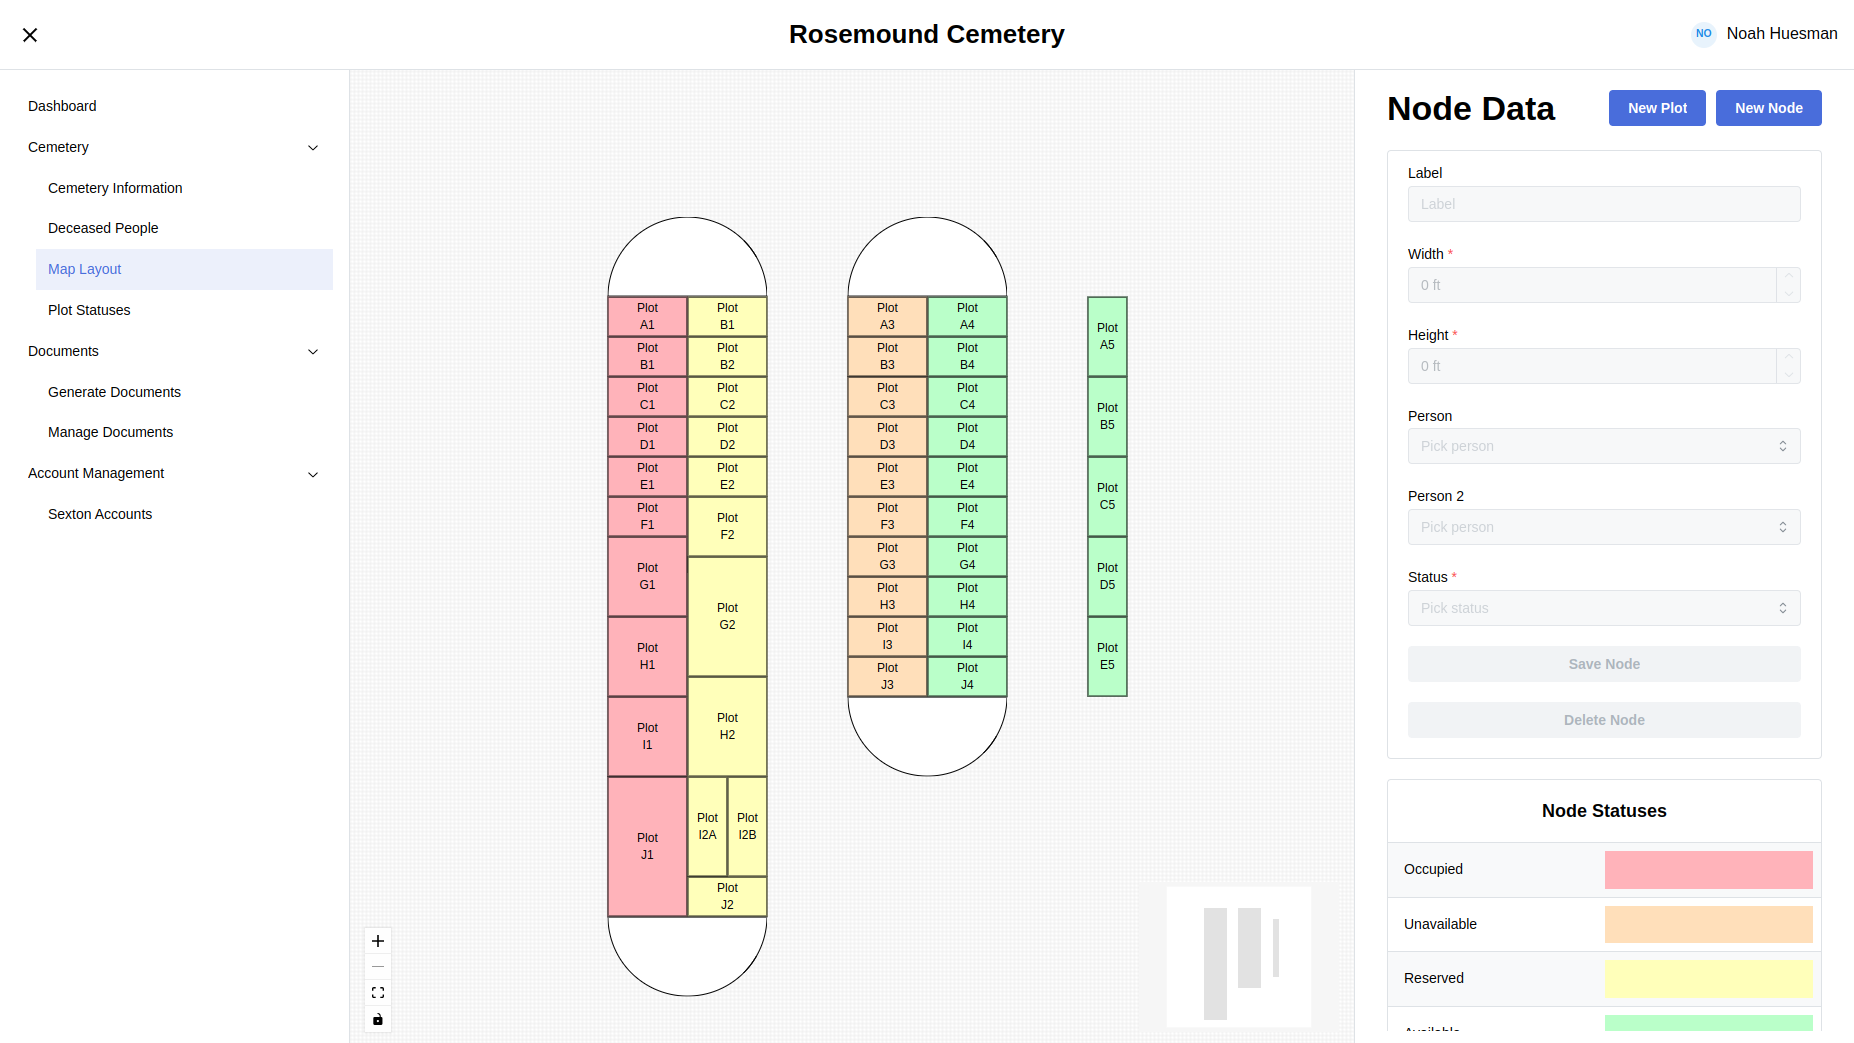 Rosemound Cemetery
NO Noah Huesman
Dashboard
Cemetery
Cemetery Information
Deceased People
Map Layout
Plot Statuses
Documents
Generate Documents
Manage Documents
Account Management
Sexton Accounts
Plot
A1
Plot
B1
Plot
B1
Plot
B2
Plot
C1
Plot
C2
Plot
D1
Plot
D2
Plot
E1
Plot
E2
Plot
F1
Plot
F2
Plot
G1
Plot
G2
Plot
H1
Plot
H2
Plot
I1
Plot
I2A
Plot
I2B
Plot
J1
Plot
J2
Plot
A3
Plot
A4
Plot
B3
Plot
B4
Plot
C3
Plot
C4
Plot
D3
Plot
D4
Plot
E3
Plot
E4
Plot
F3
Plot
F4
Plot
G3
Plot
G4
Plot
H3
Plot
H4
Plot
I3
Plot
I4
Plot
J3
Plot
J4
Plot
A5
Plot
B5
Plot
C5
Plot
D5
Plot
E5
Node Data
New Plot
New Node
Label
Label
Width *
0 ft
Height *
0 ft
Person
Pick person
Person 2
Pick person
Status *
Pick status
Save Node
Delete Node
Node Statuses
Occupied
Unavailable
Reserved
Available